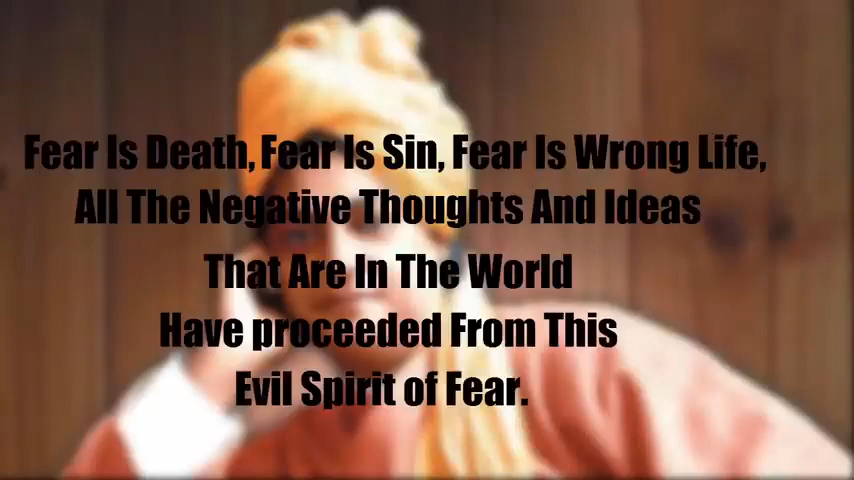 Fear Is Death, Fear Is Sin, Fear Is Wrong Life,
All The Negative Thoughts And Ideas
That Are In The World
Have proceeded From This
Evil Spirit of Fear.